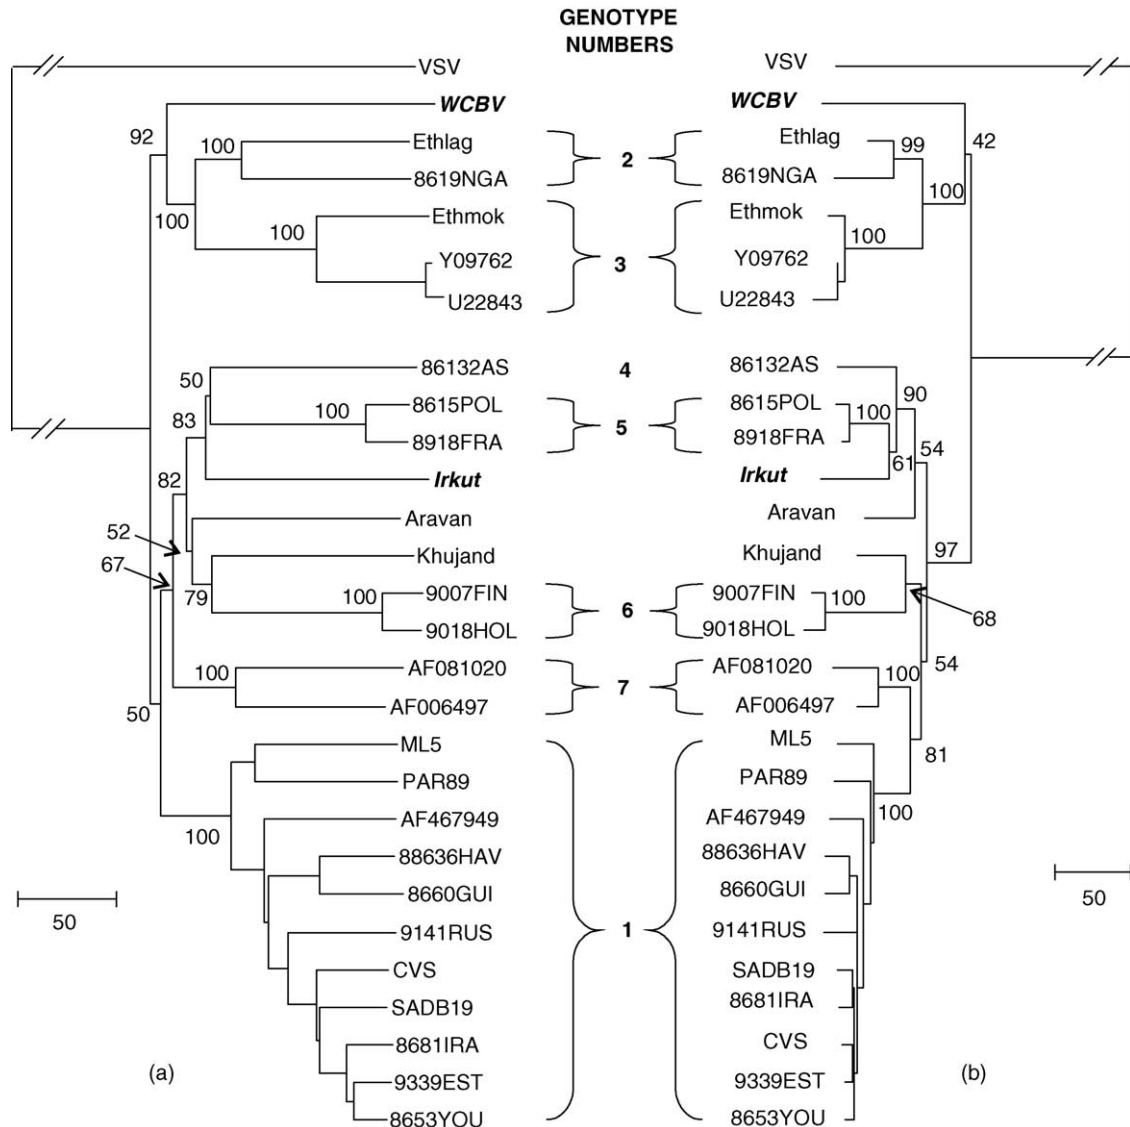 GENOTYPE
NUMBERS
VSV VSV
WCBV WCBV
92 Ethlag 2 Ethlag 42
100 99
8619NGA 8619NGA
100 Ethmok 3 Ethmok 100
100 100
Y09762 Y09762
U22843 U22843
86132AS 4 86132AS
50 90
8615POL 5 8615POL
83 100 100
8918FRA 8918FRA
54
61
Irkut Irkut
82
Aravan Aravan
52
Khujand Khujand 97
67
9007FIN 6 9007FIN
79 100 100
68
9018HOL 9018HOL
AF081020 7 AF081020 54
100 100
AF006497 AF006497
50
ML5 1 ML5
81
PAR89 PAR89
100 100
AF467949 AF467949
88636HAV 88636HAV
8660GUI 8660GUI
50 50
9141RUS 9141RUS
CVS SADB19
SADB19 8681IRA
8681IRA CVS
(a) (b)
9339EST 9339EST
8653YOU 8653YOU